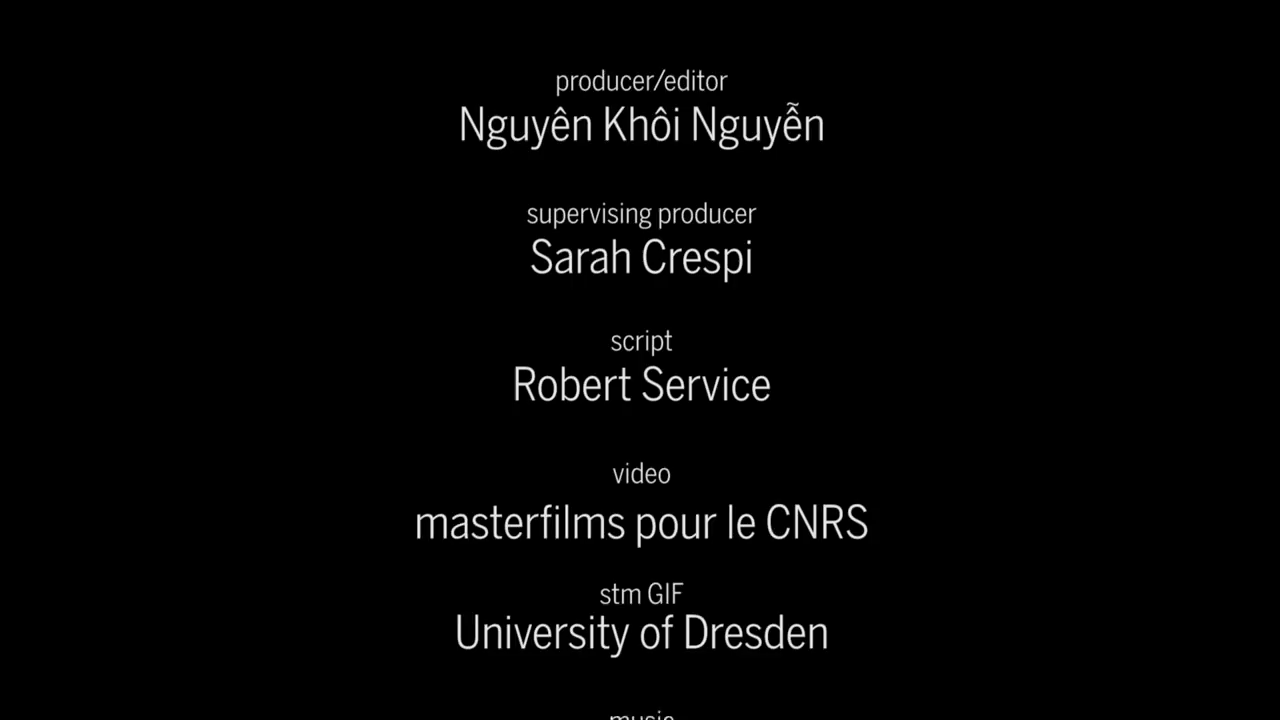 producer/editor
Nguyên Khôi Nguyễn
supervising producer
Sarah Crespi
script
Robert Service
video
masterfilms pour le CNRS
stm GIF
University of Dresden
music